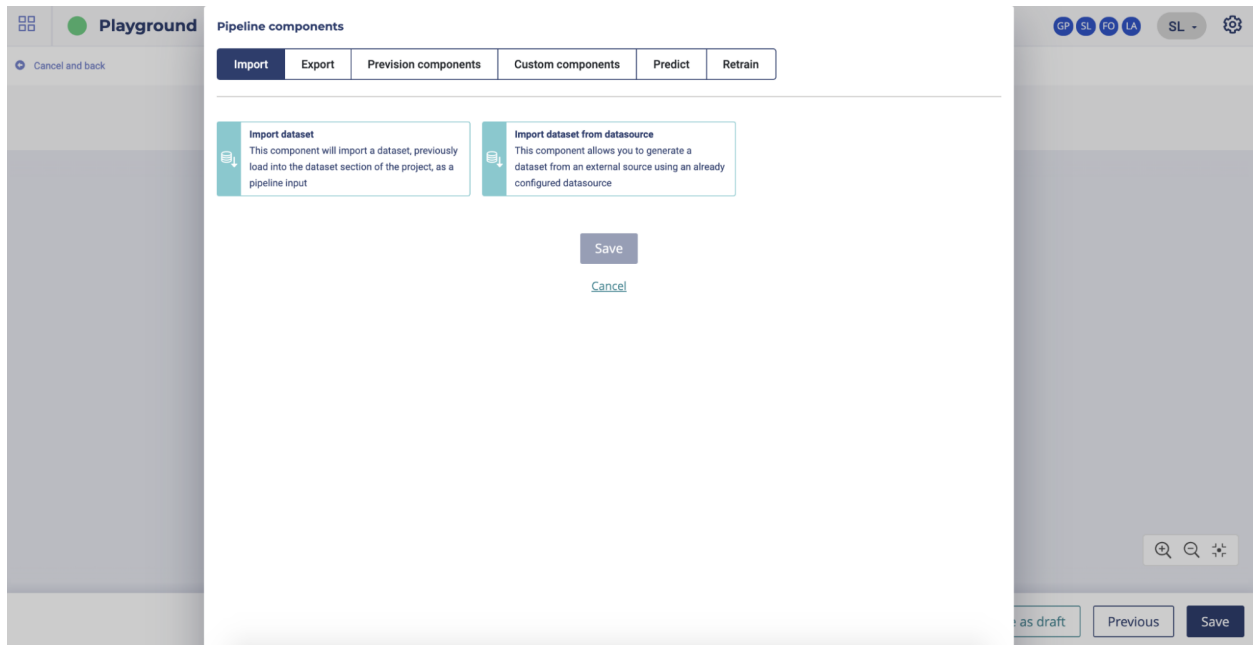 Playground
Pipeline components
GP SL FO LA
SL
Cancel and back
Import
Export
Prevision components
Custom components
Predict
Retrain
Import dataset
This component will import a dataset, previously
load into the dataset section of the project, as a
pipeline input
Import dataset from datasource
This component allows you to generate a
dataset from an external source using an already
configured datasource
Save
Cancel
as draft
Previous
Save